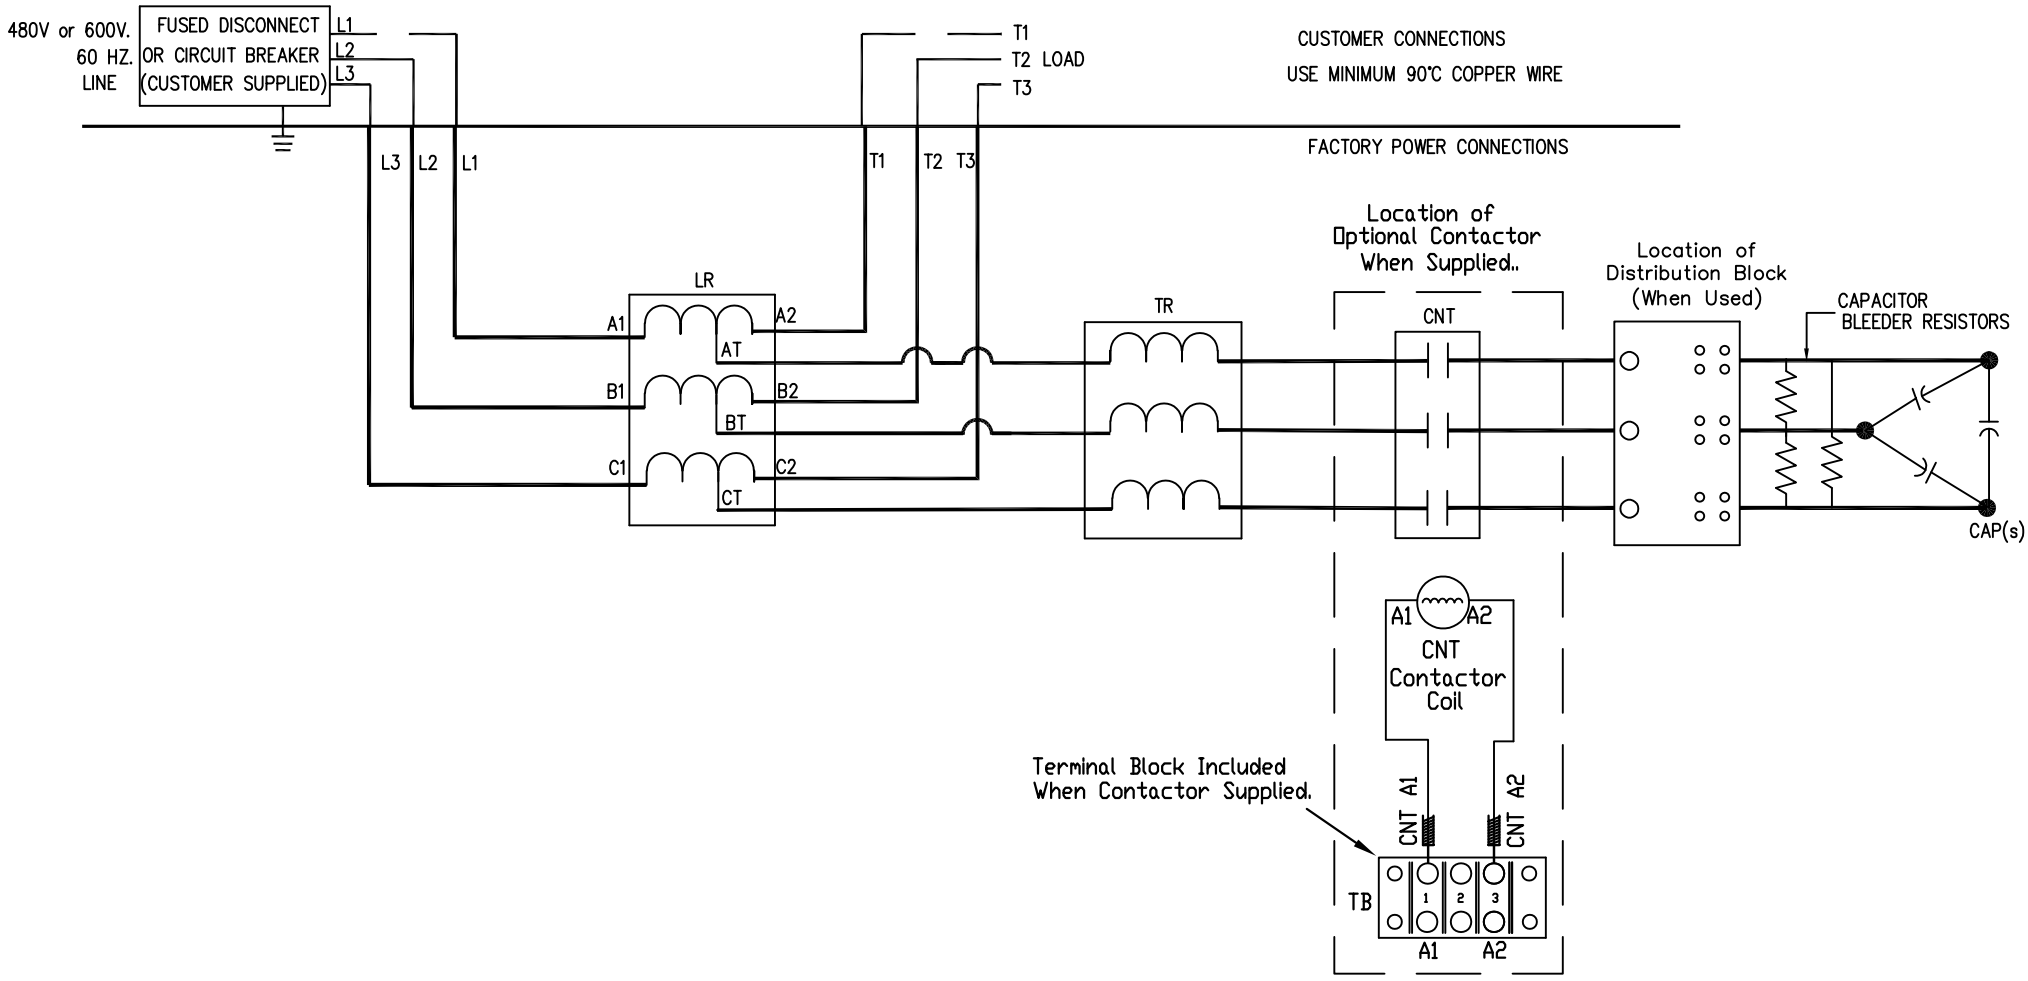 480V or 600V.
60 HZ.
LINE
FUSED DISCONNECT
OR CIRCUIT BREAKER
(CUSTOMER SUPPLIED)
L1
L2
L3
T1
T2 LOAD
T3
CUSTOMER CONNECTIONS
USE MINIMUM 90°C COPPER WIRE
FACTORY POWER CONNECTIONS
L3
L2
L1
T1
T2
T3
LR
A1
A2
AT
B1
B2
BT
C1
C2
CT
TR
Location of
Optional Contactor
When Supplied..
CNT
Location of
Distribution Block
(When Used)
CAPACITOR
BLEEDER RESISTORS
CAP(s)
A1
A2
CNT
Contactor
Coil
Terminal Block Included
When Contactor Supplied.
CNT A1
CNT A2
TB
1
2
3
A1
A2